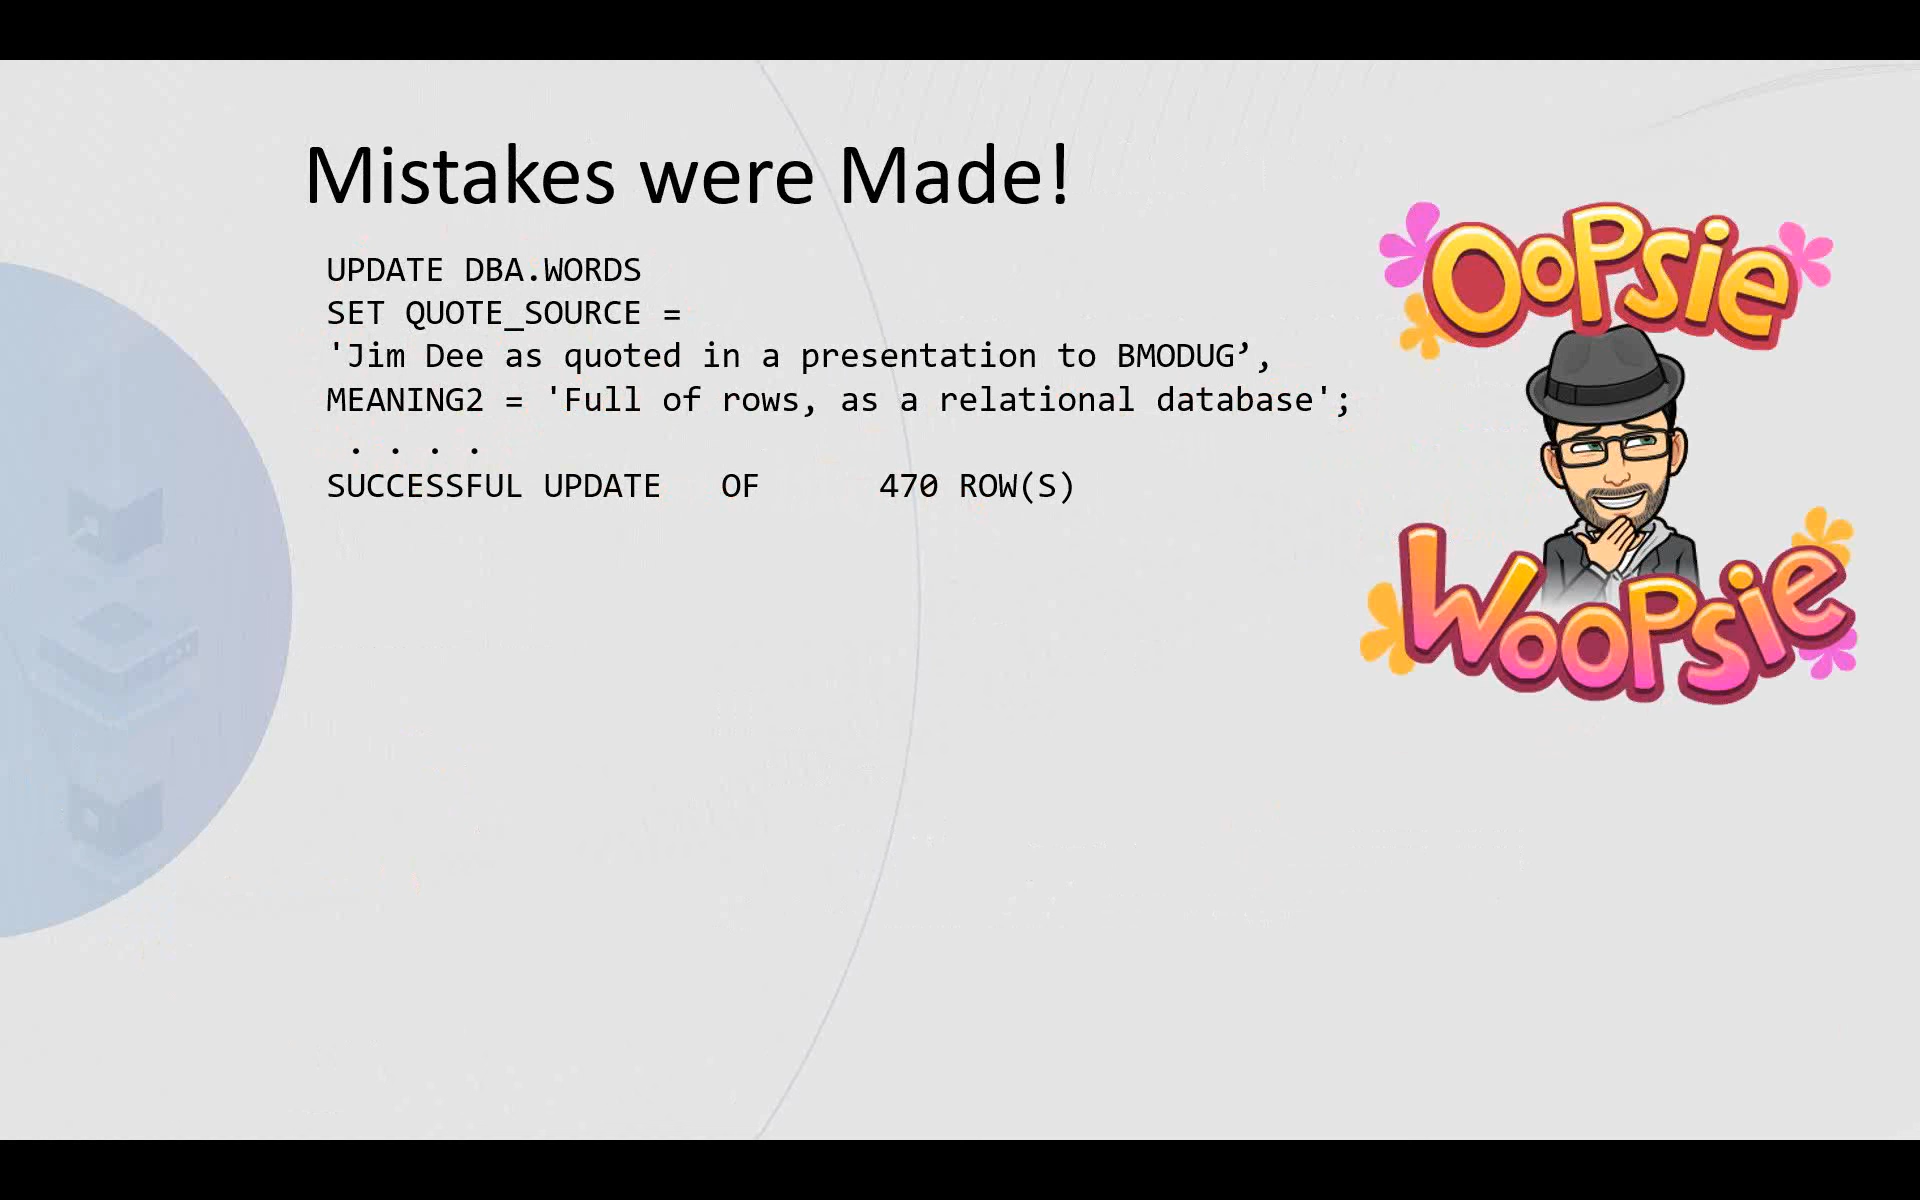 Mistakes were Made!
UPDATE DBA.WORDS
SET QUOTE_SOURCE =
'Jim Dee as quoted in a presentation to BMODUG’,
MEANING2 = 'Full of rows, as a relational database';
. . . .
SUCCESSFUL UPDATE   OF      470 ROW(S)
OoPsie
WooPsie